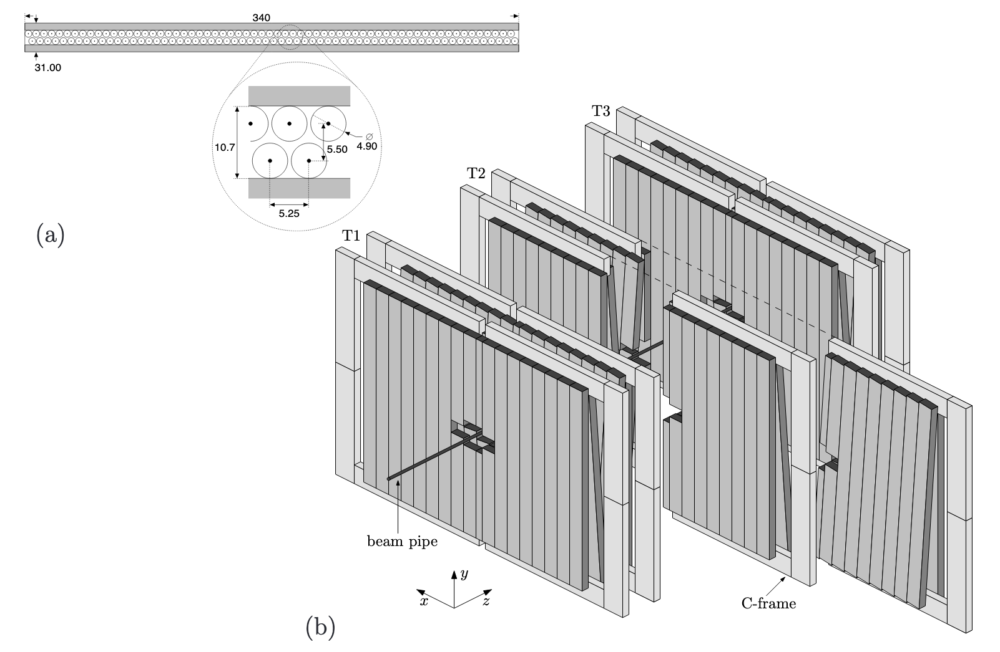 340
31.00
10.7
5.50
⌀
4.90
5.25
(a)
T3
T2
T1
beam pipe
y
x
z
C-frame
(b)